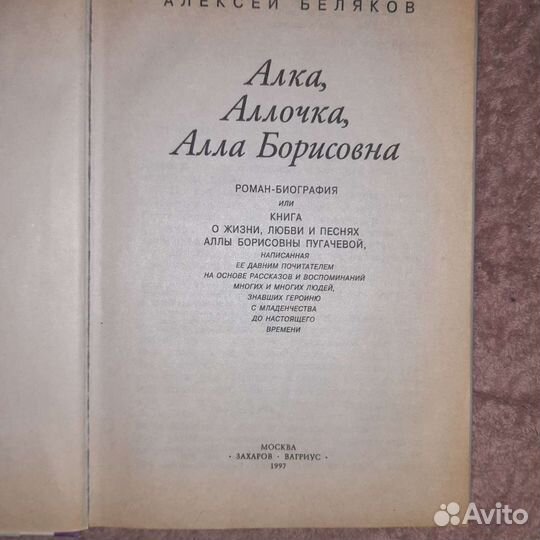 АЛЕКСЕЙ БЕЛЯКОВ
Алка,
Аллочка,
Алла Борисовна
РОМАН-БИОГРАФИЯ
ИЛИ
КНИГА
О ЖИЗНИ, ЛЮБВИ И ПЕСНЯХ
АЛЛЫ БОРИСОВНЫ ПУГАЧЕВОЙ,
НАПИСАННАЯ
ЕЕ ДАВНИМ ПОЧИТАТЕЛЕМ
НА ОСНОВЕ РАССКАЗОВ И ВОСПОМИНАНИЙ
МНОГИХ И МНОГИХ ЛЮДЕЙ,
ЗНАВШИХ ГЕРОИНЮ
С МЛАДЕНЧЕСТВА
ДО НАСТОЯЩЕГО
ВРЕМЕНИ
МОСКВА
· ЗАХАРОВ · ВАГРИУС ·
1997
Avito